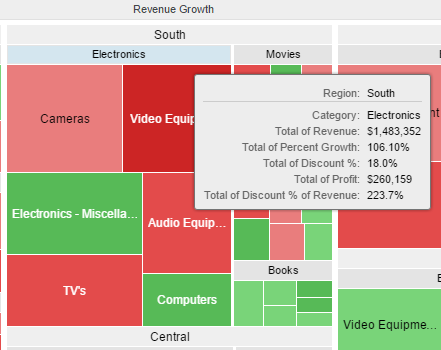 Revenue Growth
South
Electronics
Movies
Cameras
Video Equip
Region: South
Category: Electronics
Total of Revenue: $1,483,352
Total of Percent Growth: 106.10%
Total of Discount %: 18.0%
Total of Profit: $260,159
Total of Discount % of Revenue: 223.7%
Electronics - Miscella...
Audio Equip...
TV's
Computers
Books
Video Equipme...
Central